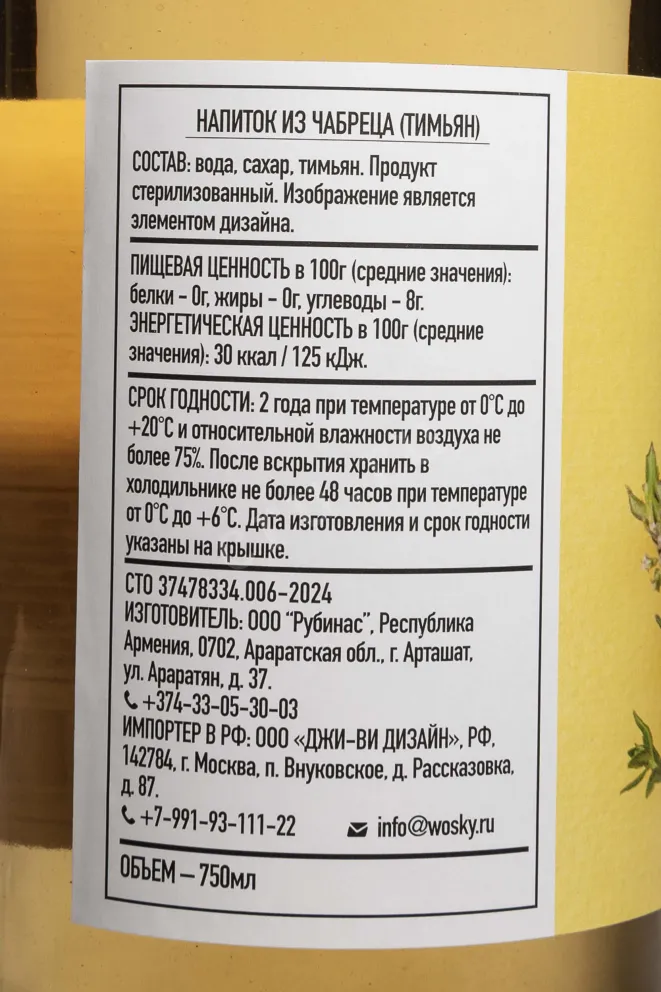 НАПИТОК ИЗ ЧАБРЕЦА (ТИМЬЯН)
СОСТАВ: вода, сахар, тимьян. Продукт
стерилизованный. Изображение является
элементом дизайна.
ПИЩЕВАЯ ЦЕННОСТЬ в 100г (средние значения):
белки – 0г, жиры – 0г, углеводы – 8г.
ЭНЕРГЕТИЧЕСКАЯ ЦЕННОСТЬ в 100г (средние
значения): 30 ккал / 125 кДж.
СРОК ГОДНОСТИ: 2 года при температуре от 0°С до
+20°С и относительной влажности воздуха не
более 75%. После вскрытия хранить в
холодильнике не более 48 часов при температуре
от 0°С до +6°С. Дата изготовления и срок годности
указаны на крышке.
СТО 37478334.006-2024
ИЗГОТОВИТЕЛЬ: ООО “Рубинас”, Республика
Армения, 0702, Араратская обл., г. Арташат,
ул. Араратян, д. 37.
+374-33-05-30-03
ИМПОРТЕР В РФ: ООО «ДЖИ-ВИ ДИЗАЙН», РФ,
142784, г. Москва, п. Внуковское, д. Рассказовка,
д. 87.
+7-991-93-111-22 info@wosky.ru
ОБЪЕМ – 750мл